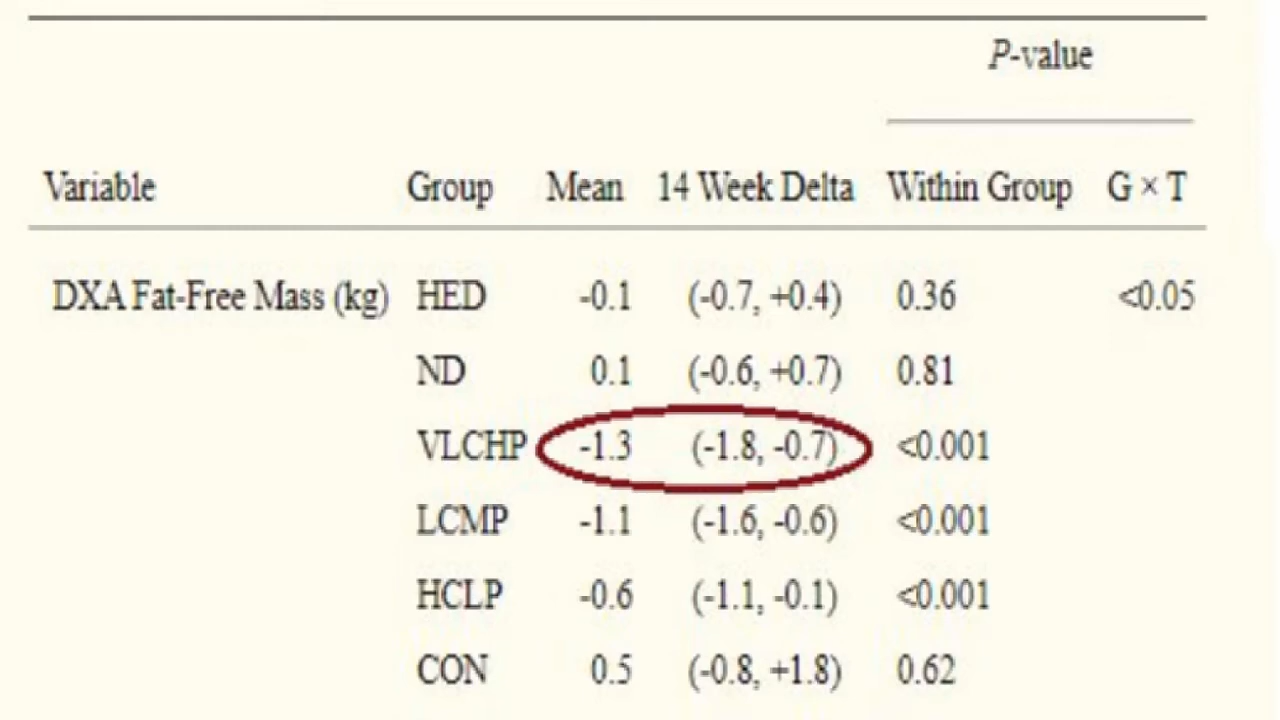 P-value
Variable Group Mean 14 Week Delta Within Group G × T
DXA Fat-Free Mass (kg) HED -0.1 (-0.7, +0.4) 0.36 <0.05
ND 0.1 (-0.6, +0.7) 0.81
VLCHP -1.3 (-1.8, -0.7) <0.001
LCMP -1.1 (-1.6, -0.6) <0.001
HCLP -0.6 (-1.1, -0.1) <0.001
CON 0.5 (-0.8, +1.8) 0.62